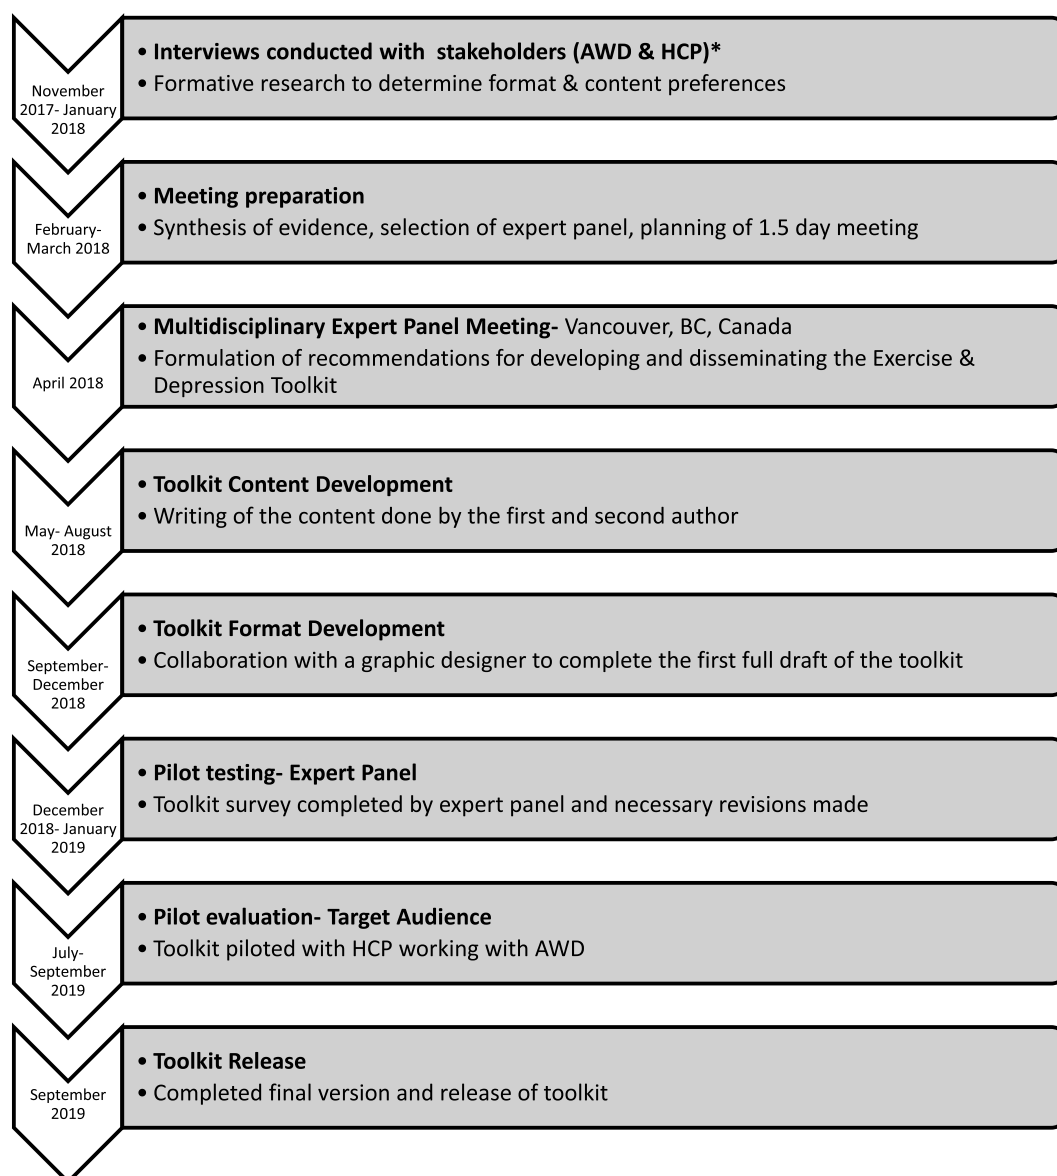 • Interviews conducted with  stakeholders (AWD & HCP)*
• Formative research to determine format & content preferences
November
2017- January
2018
• Meeting preparation
• Synthesis of evidence, selection of expert panel, planning of 1.5 day meeting
February-
March 2018
• Multidisciplinary Expert Panel Meeting- Vancouver, BC, Canada
• Formulation of recommendations for developing and disseminating the Exercise &
Depression Toolkit
April 2018
• Toolkit Content Development
• Writing of the content done by the first and second author
May- August
2018
• Toolkit Format Development
• Collaboration with a graphic designer to complete the first full draft of the toolkit
September-
December
2018
• Pilot testing- Expert Panel
• Toolkit survey completed by expert panel and necessary revisions made
December
2018- January
2019
• Pilot evaluation- Target Audience
• Toolkit piloted with HCP working with AWD
July-
September
2019
• Toolkit Release
• Completed final version and release of toolkit
September
2019